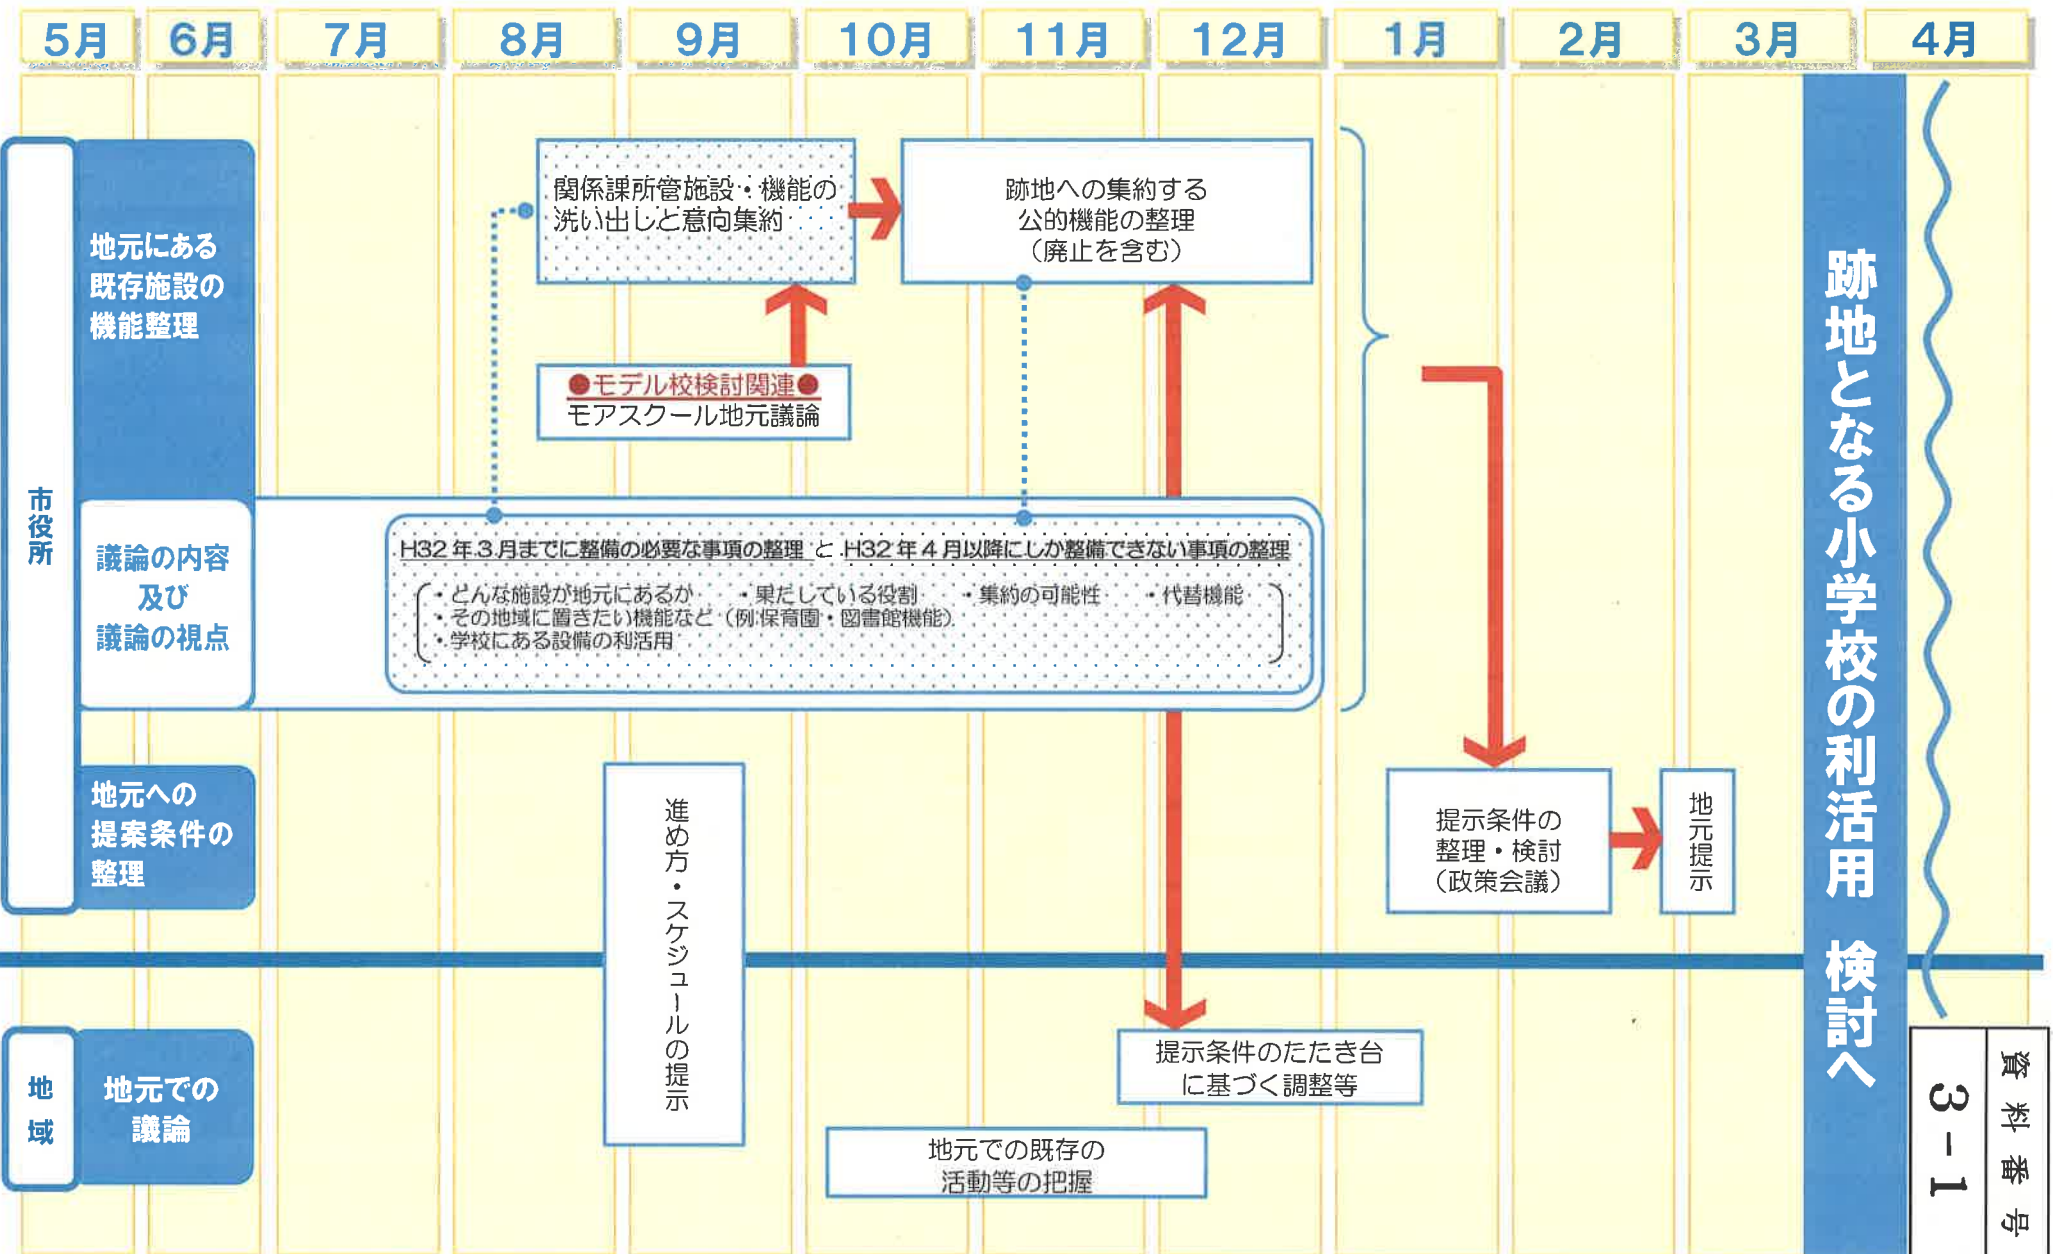 5月
6月
7月
8月
9月
10月
11月
12月
1月
2月
3月
4月
市役所
地元にある
既存施設の
機能整理
関係課所管施設・機能の
洗い出しと意向集約
跡地への集約する
公的機能の整理
（廃止を含む）
●モデル校検討関連●
モアスクール地元議論
議論の内容
及び
議論の視点
H32年3月までに整備の必要な事項の整理 と H32年4月以降にしか整備できない事項の整理
・どんな施設が地元にあるか ・果だしている役割 ・集約の可能性 ・代替機能
・その地域に置きたい機能など（例:保育園・図書館機能）
・学校にある設備の利活用
地元への
提案条件の
整理
進め方・スケジュールの提示
提示条件の
整理・検討
（政策会議）
地元提示
跡地となる小学校の利活用 検討へ
地域
地元での
議論
提示条件のたたき台
に基づく調整等
地元での既存の
活動等の把握
資料番号
3-1